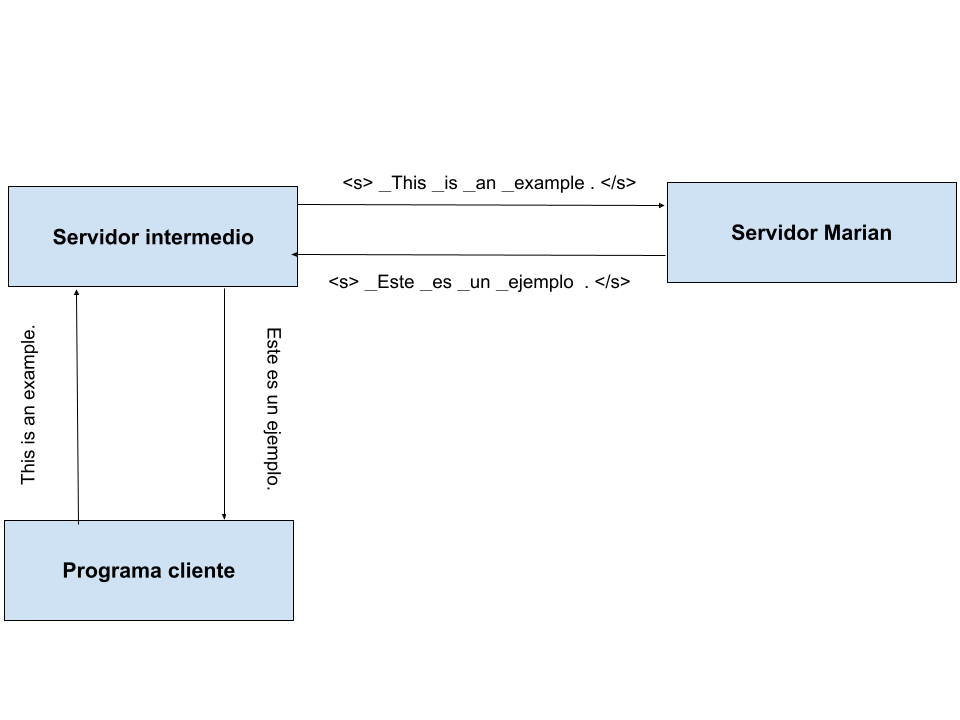 <s> _This _is _an _example . </s>
Servidor intermedio
Servidor Marian
<s> _Este _es _un _ejemplo  . </s>
This is an example.
Este es un ejemplo.
Programa cliente